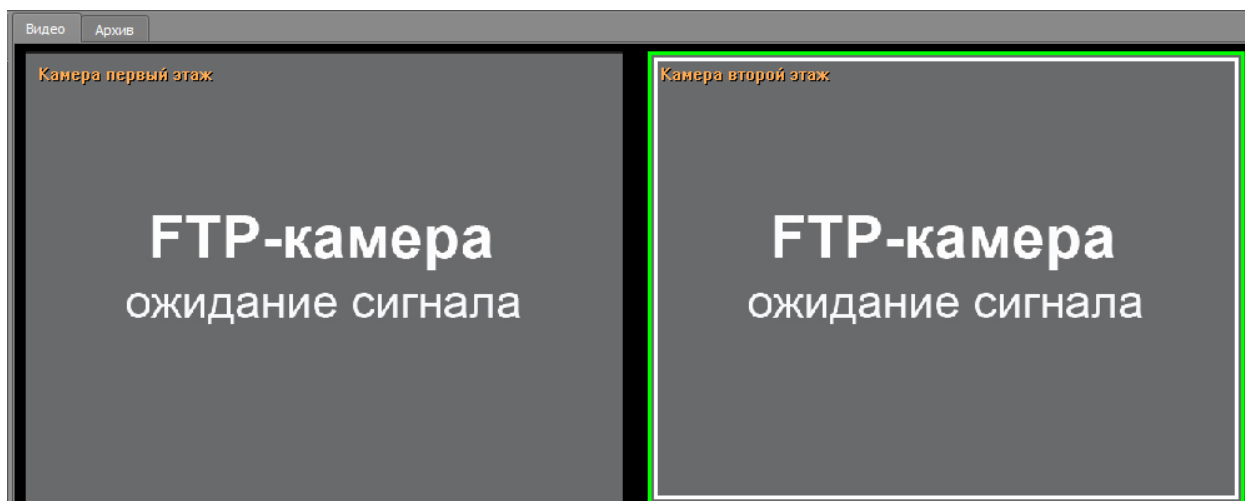 Видео
Архив
Камера первый этаж
FTP-камера
ожидание сигнала
Камера второй этаж
FTP-камера
ожидание сигнала